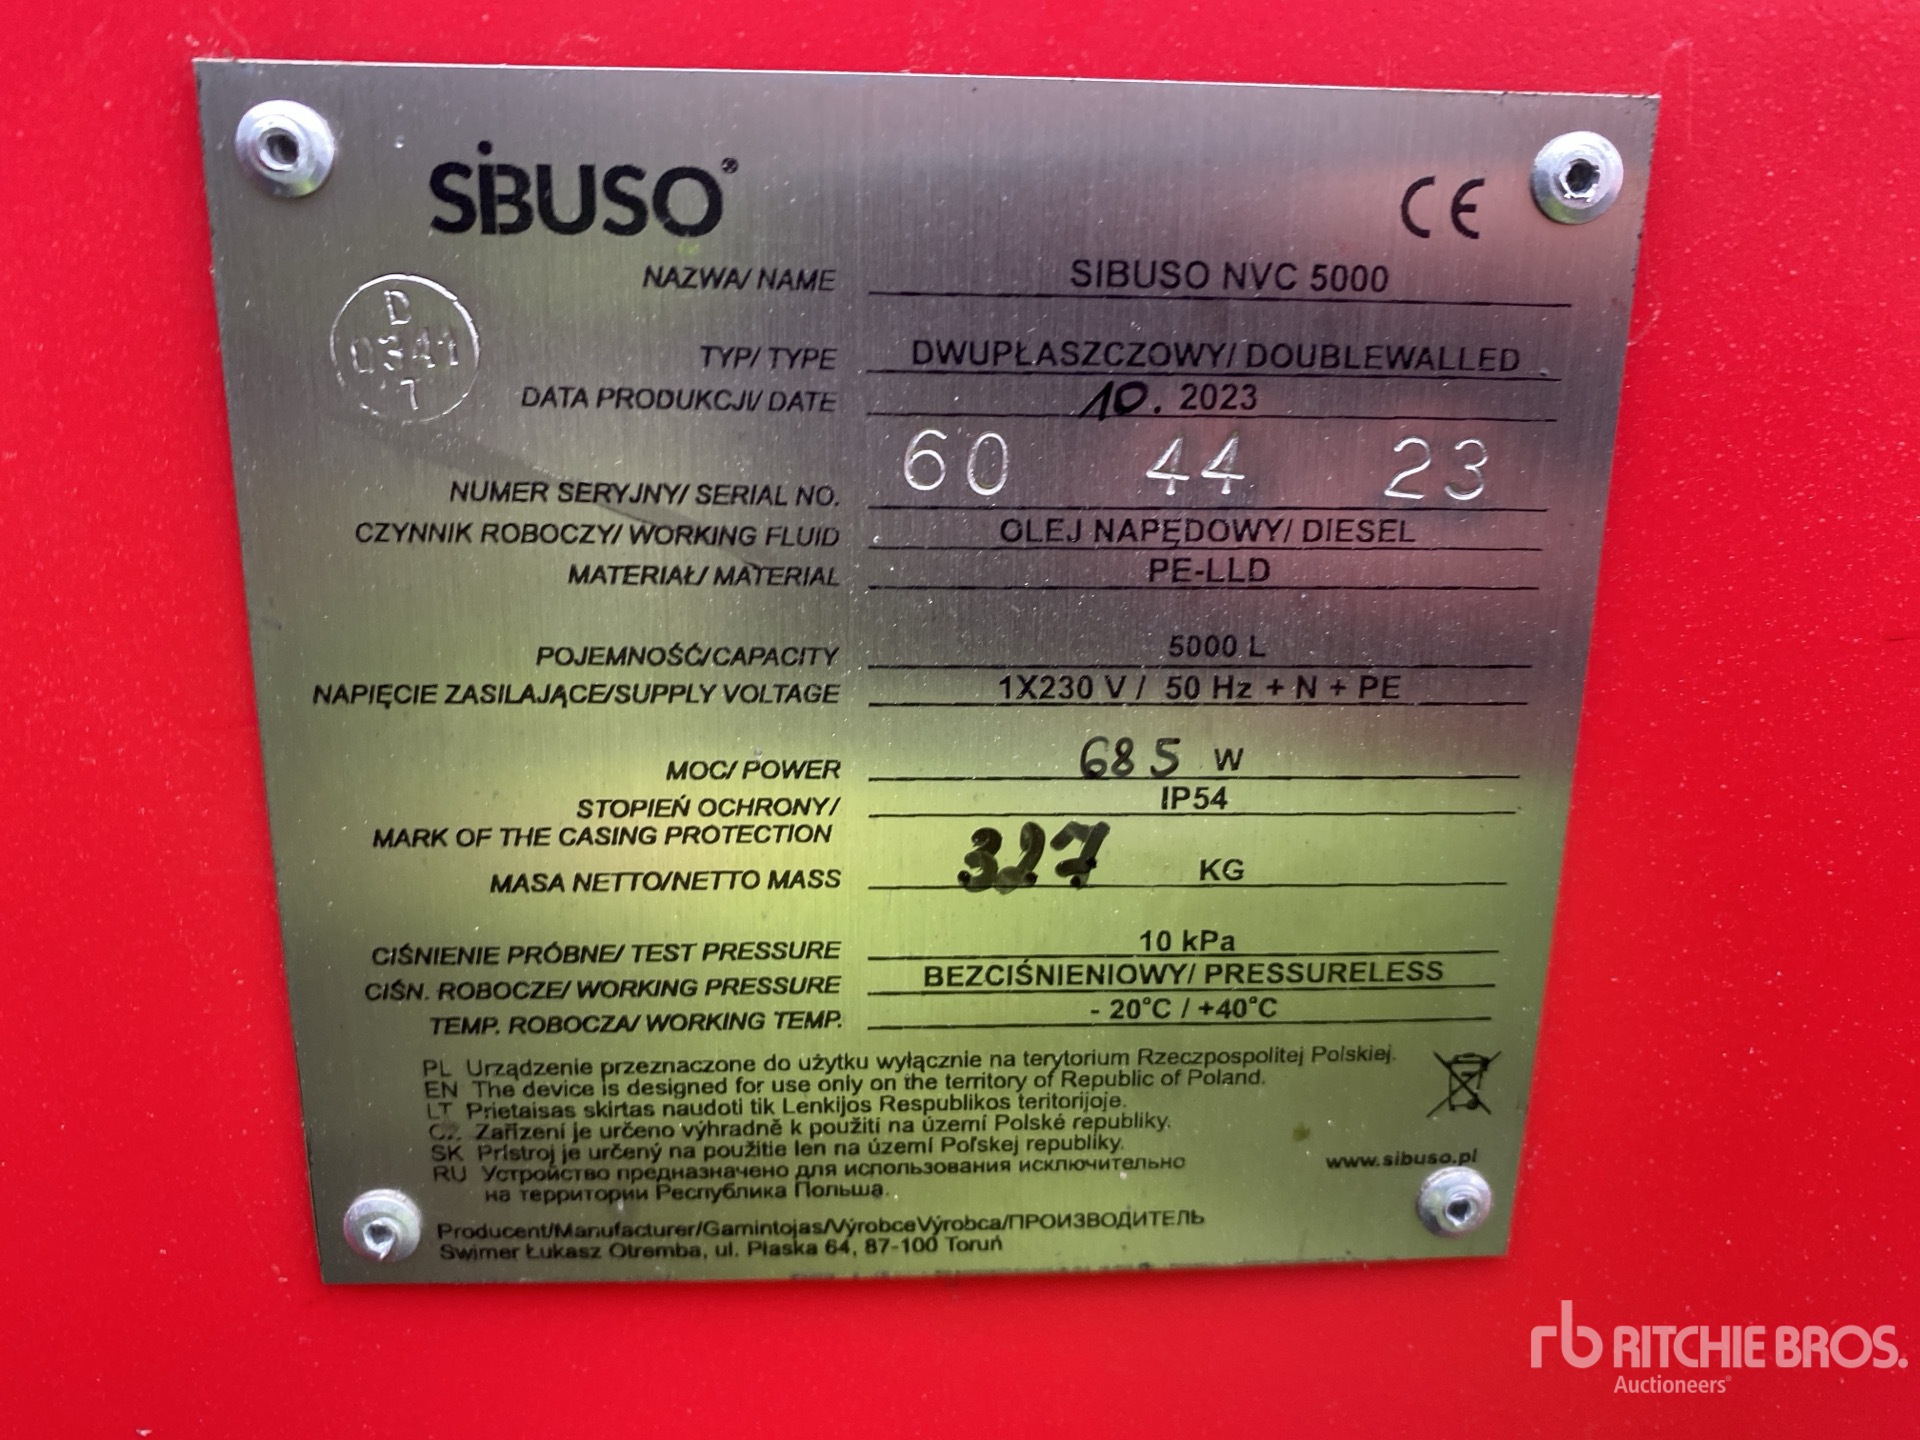 SIBUSO®
CE
NAZWA/ NAME SIBUSO NVC 5000
D
0341
7
TYP/ TYPE DWUPŁASZCZOWY/ DOUBLEWALLED
DATA PRODUKCJI/ DATE 10. 2023
NUMER SERYJNY/ SERIAL NO. 60 44 23
CZYNNIK ROBOCZY/ WORKING FLUID OLEJ NAPĘDOWY/ DIESEL
MATERIAŁ/ MATERIAL PE-LLD
POJEMNOŚĆ/CAPACITY 5000 L
NAPIĘCIE ZASILAJĄCE/SUPPLY VOLTAGE 1X230 V / 50 Hz + N + PE
MOC/ POWER 685 W
STOPIEŃ OCHRONY/ IP54
MARK OF THE CASING PROTECTION
MASA NETTO/NETTO MASS 327 KG
CIŚNIENIE PRÓBNE/ TEST PRESSURE 10 kPa
CIŚN. ROBOCZE/ WORKING PRESSURE BEZCIŚNIENIOWY/ PRESSURELESS
TEMP. ROBOCZA/ WORKING TEMP. - 20°C / +40°C
PL Urządzenie przeznaczone do użytku wyłącznie na terytorium Rzeczpospolitej Polskiej.
EN The device is designed for use only on the territory of Republic of Poland.
LT Prietaisas skirtas naudoti tik Lenkijos Respublikos teritorijoje.
CZ Zařízení je určeno výhradně k použití na území Polské republiky.
SK Prístroj je určený na použitie len na území Poľskej republiky.
RU Устройство предназначено для использования исключительно
на территории Республика Польша.
www.sibuso.pl
Producent/Manufacturer/Gamintojas/VýrobceVýrobca/ПРОИЗВОДИТЕЛЬ
Swimer Łukasz Otremba, ul. Płaska 64, 87-100 Toruń
rb RITCHIE BROS.
Auctioneers